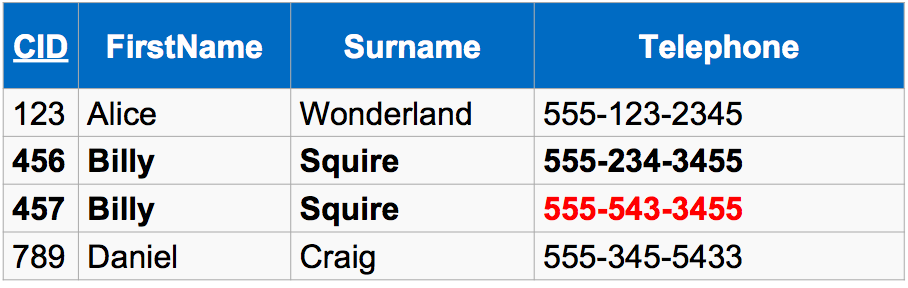 CID FirstName Surname Telephone
123 Alice Wonderland 555-123-2345
456 Billy Squire 555-234-3455
457 Billy Squire 555-543-3455
789 Daniel Craig 555-345-5433